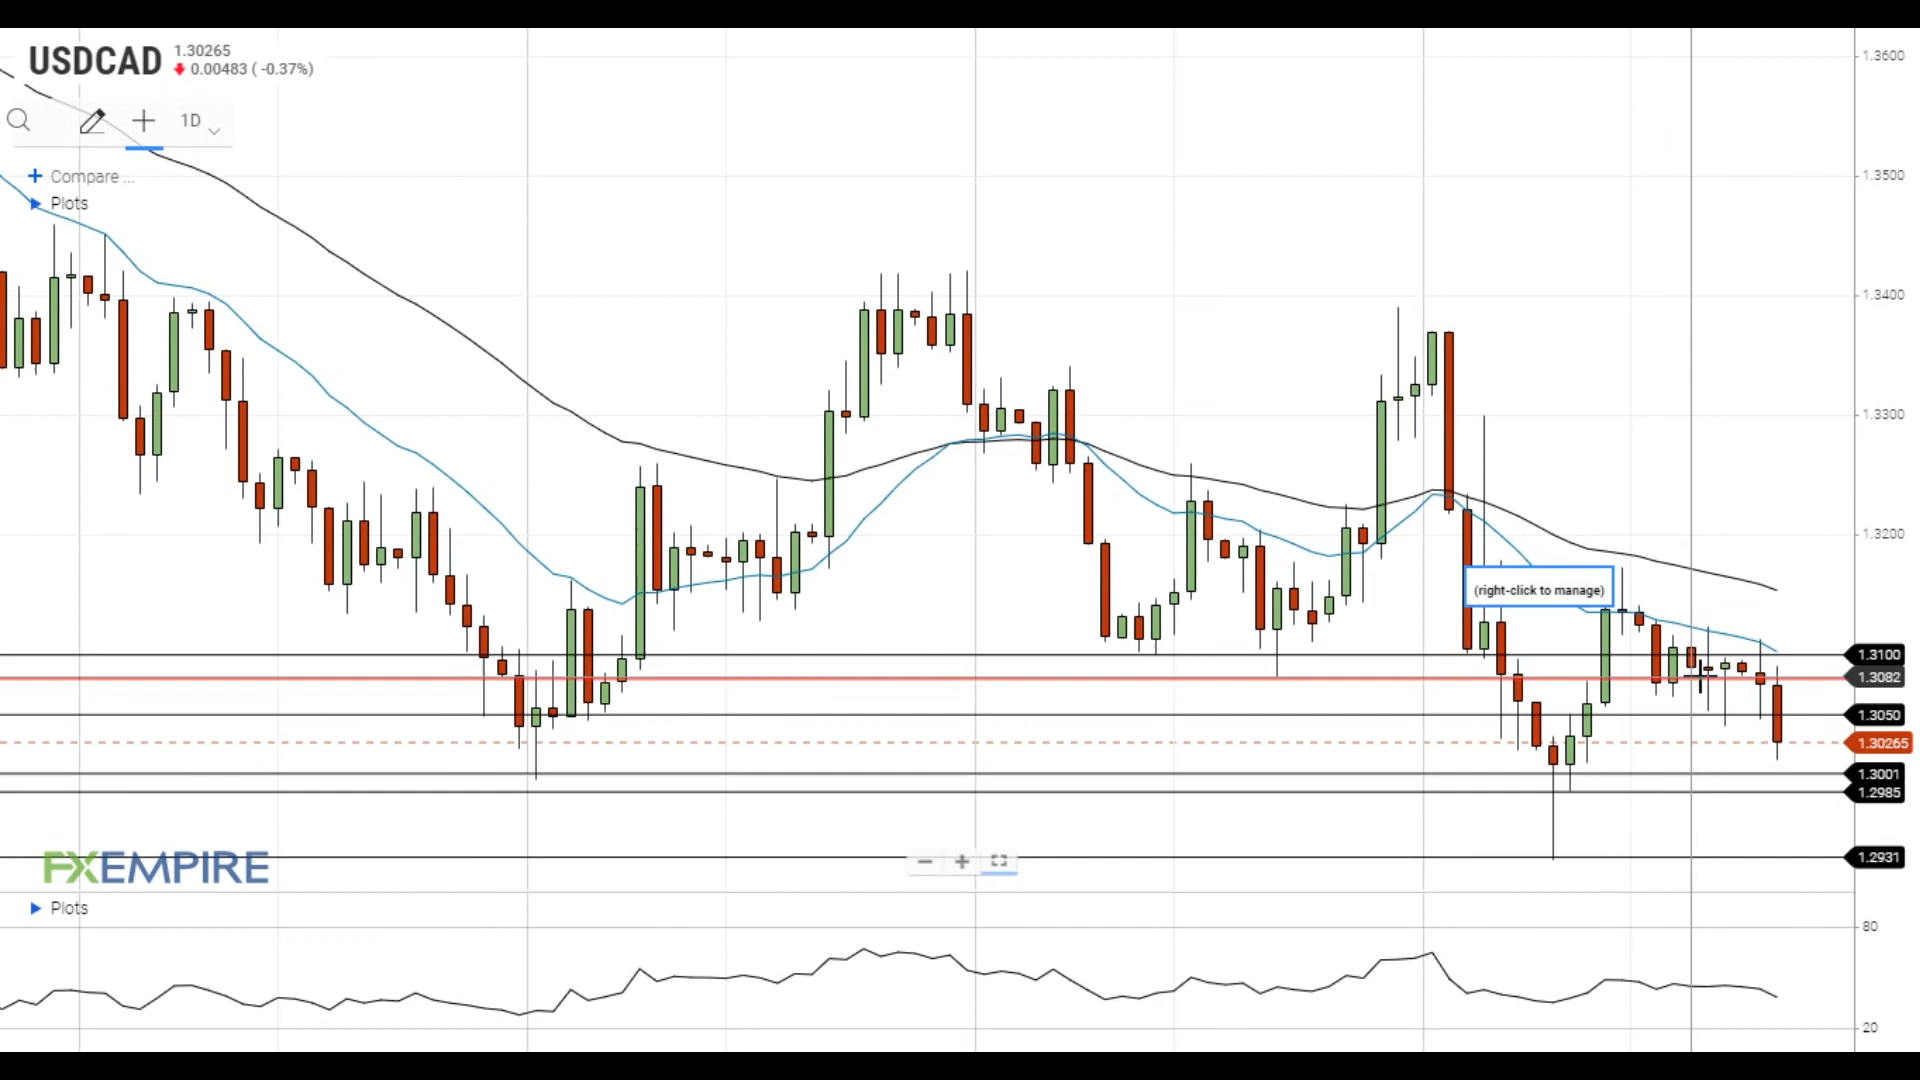 USDCAD
1.30265
0.00483 ( -0.37%)
1D
Compare ...
Plots
(right-click to manage)
1.3600
1.3500
1.3400
1.3300
1.3200
1.3100
1.3082
1.3050
1.30265
1.3001
1.2985
1.2931
FXEMPIRE
Plots
80
20